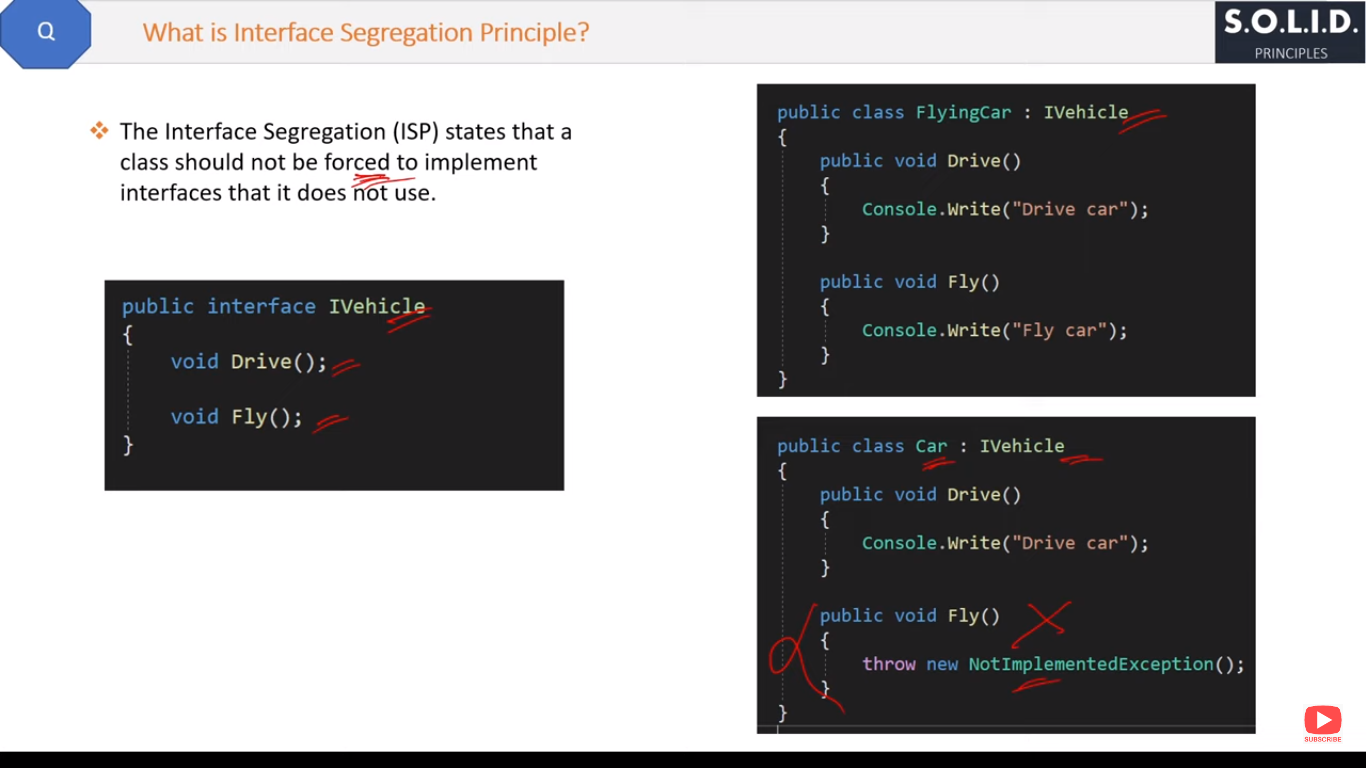 Q
What is Interface Segregation Principle?
S.O.L.I.D.
PRINCIPLES
❖ The Interface Segregation (ISP) states that a
class should not be forced to implement
interfaces that it does not use.
public interface IVehicle
{
void Drive();
void Fly();
}
public class FlyingCar : IVehicle
{
public void Drive()
{
Console.Write("Drive car");
}
public void Fly()
{
Console.Write("Fly car");
}
}
public class Car : IVehicle
{
public void Drive()
{
Console.Write("Drive car");
}
public void Fly()
{
throw new NotImplementedException();
}
}
SUBSCRIBE